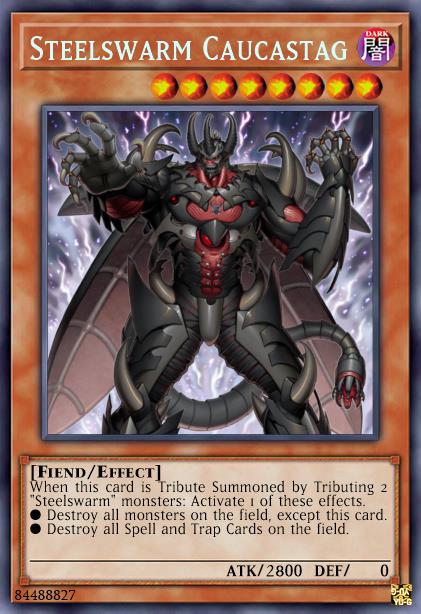 STEELSWARM CAUCASTAG
DARK
闇
[FIEND/EFFECT]
When this card is Tribute Summoned by Tributing 2
"Steelswarm" monsters: Activate 1 of these effects.
● Destroy all monsters on the field, except this card.
● Destroy all Spell and Trap Cards on the field.
ATK/2800 DEF/ 0
84488827